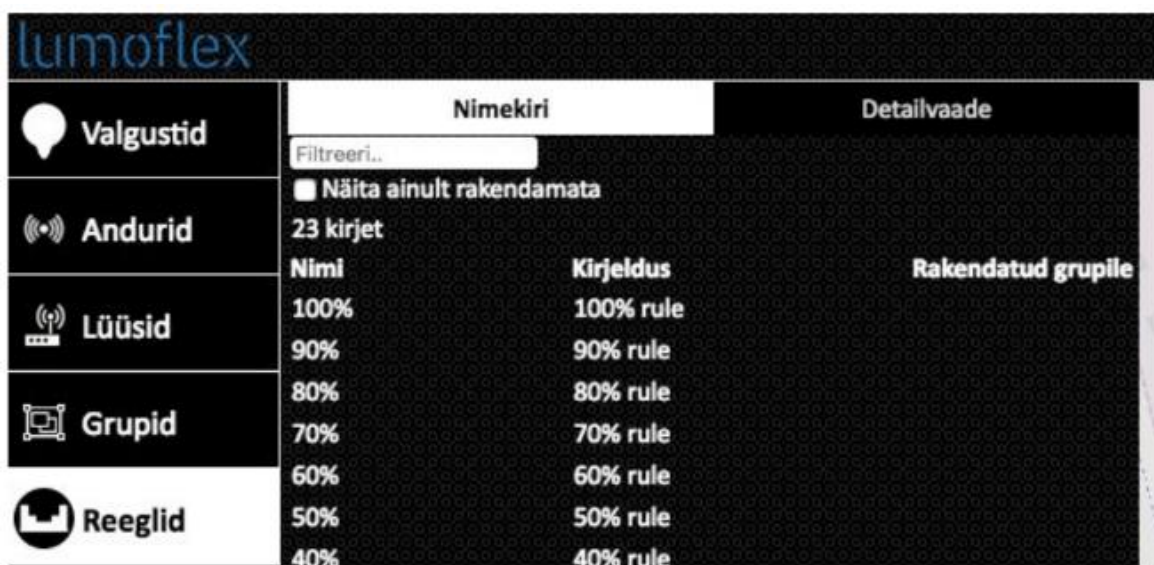 lumoflex
Valgustid
Andurid
Lüüsid
Grupid
Reeglid
Nimekiri Detailvaade
Filtreeri..
Näita ainult rakendamata
23 kirjet
Nimi Kirjeldus Rakendatud grupile
100% 100% rule
90% 90% rule
80% 80% rule
70% 70% rule
60% 60% rule
50% 50% rule
40% 40% rule